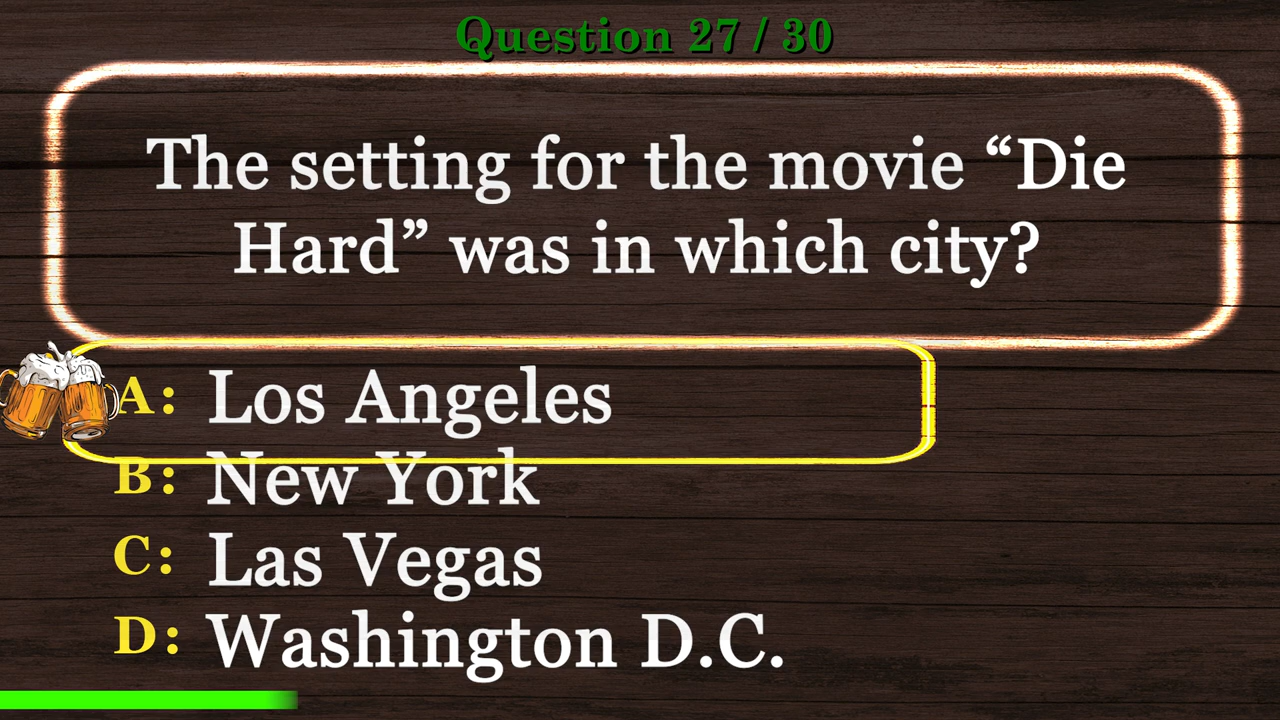 Question 27 / 30
The setting for the movie “Die
Hard” was in which city?
A: Los Angeles
B: New York
C: Las Vegas
D: Washington D.C.